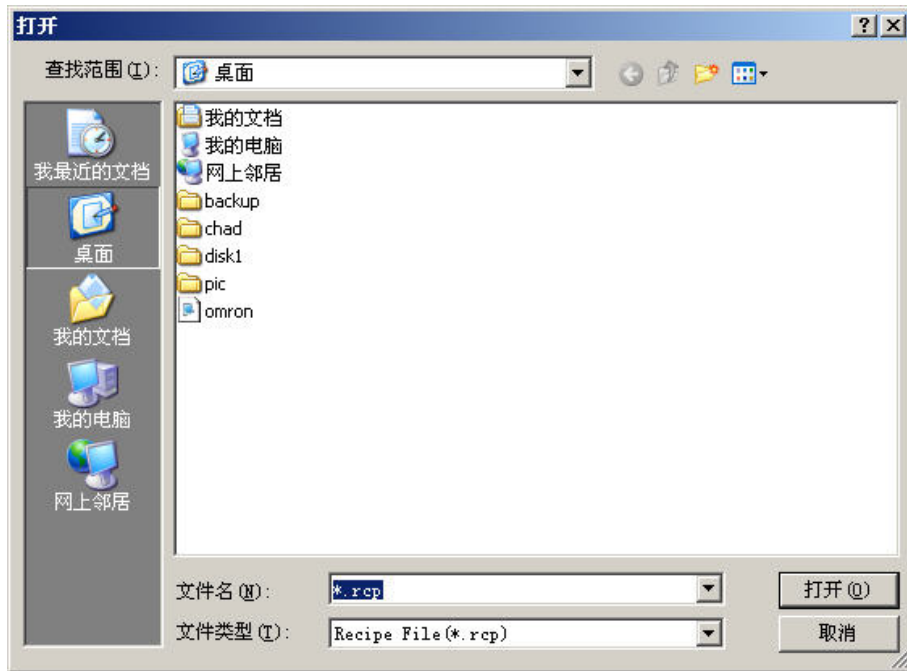 打开
查找范围(I): 桌面
我最近的文档
桌面
我的文档
我的电脑
网上邻居
我的文档
我的电脑
网上邻居
backup
chad
disk1
pic
omron
文件名(N): *.rcp 打开(O)
文件类型(T): Recipe File(*.rcp) 取消